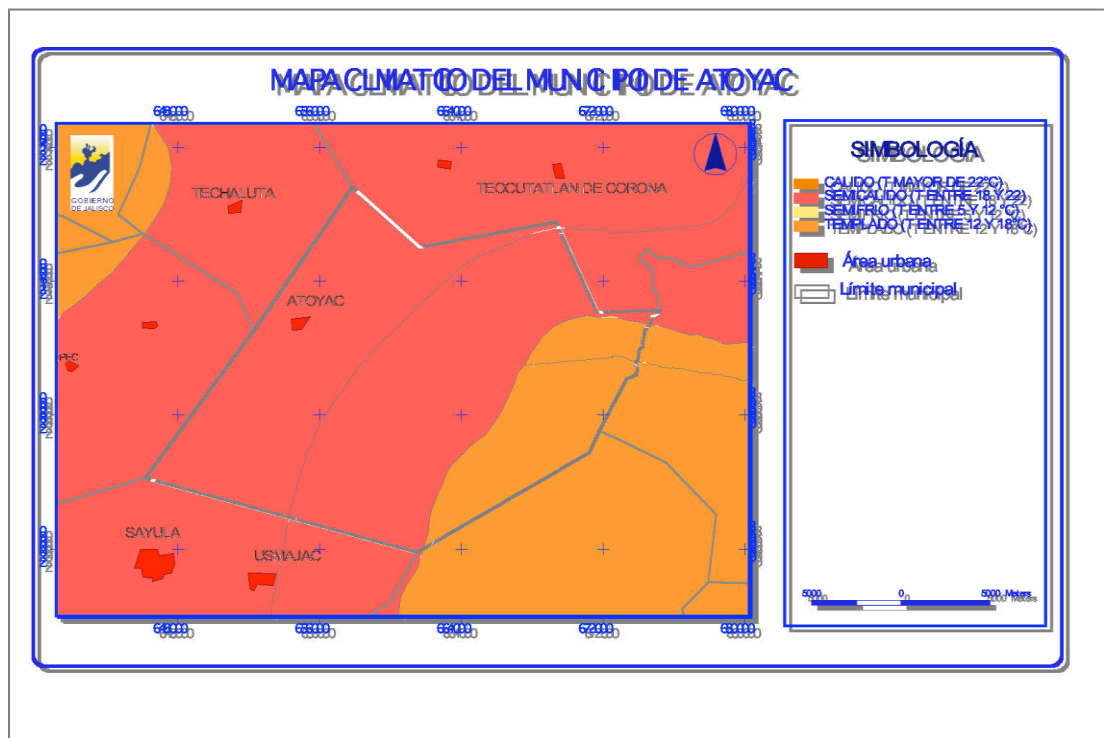 MAPA CLIMATICO DEL MUNICIPIO DE ATOYAC
648000 656000 664000 672000 680000
GOBIERNO
DE JALISCO
TECHALUTA
TEOCUTATLAN DE CORONA
ATOYAC
SAYULA
USMAJAC
648000 656000 664000 672000 680000
SIMBOLOGÍA
CALIDO (T MAYOR DE 22°C)
SEMICALIDO (T ENTRE 18 Y 22)
SEMIFRIO (T ENTRE 5 Y 12 °C)
TEMPLADO (T ENTRE 12 Y 18°C)
Área urbana
Límite municipal
5000 0 5000 Meters